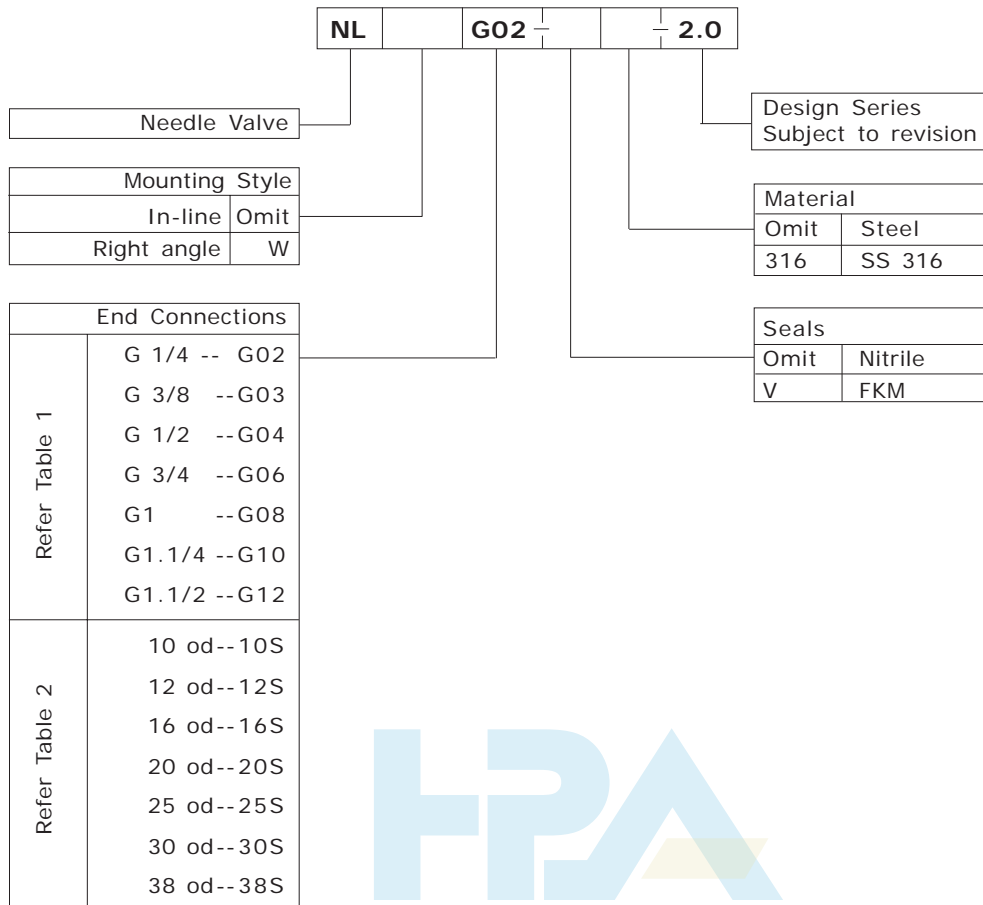 NL G02 - - 2.0
Needle Valve
Mounting Style
In-line Omit
Right angle W
End Connections
Refer Table 1
G 1/4 -- G02
G 3/8 --G03
G 1/2 --G04
G 3/4 --G06
G1 --G08
G1.1/4 --G10
G1.1/2 --G12
Refer Table 2
10 od--10S
12 od--12S
16 od--16S
20 od--20S
25 od--25S
30 od--30S
38 od--38S
Design Series
Subject to revision
Material
Omit Steel
316 SS 316
Seals
Omit Nitrile
V FKM
HPA